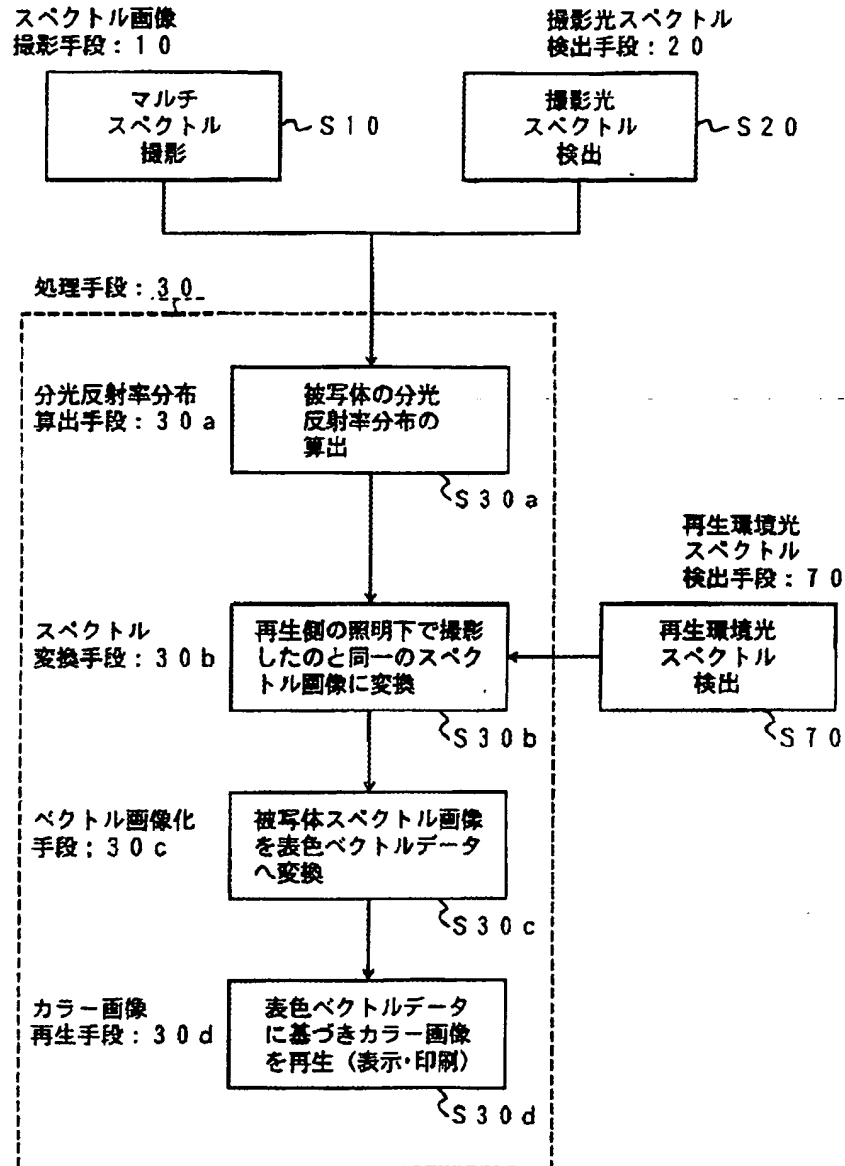 スペクトル画像
撮影手段：１０
撮影光スペクトル
検出手段：２０
マルチ
スペクトル
撮影
Ｓ１０
撮影光
スペクトル
検出
Ｓ２０
処理手段：３０
分光反射率分布
算出手段：３０ａ
被写体の分光
反射率分布の
算出
Ｓ３０ａ
再生環境光
スペクトル
検出手段：７０
スペクトル
変換手段：３０ｂ
再生側の照明下で撮影
したのと同一のスペク
トル画像に変換
Ｓ３０ｂ
再生環境光
スペクトル
検出
Ｓ７０
ベクトル画像化
手段：３０ｃ
被写体スペクトル画像
を表色ベクトルデータ
へ変換
Ｓ３０ｃ
カラー画像
再生手段：３０ｄ
表色ベクトルデータ
に基づきカラー画像
を再生（表示・印刷）
Ｓ３０ｄ